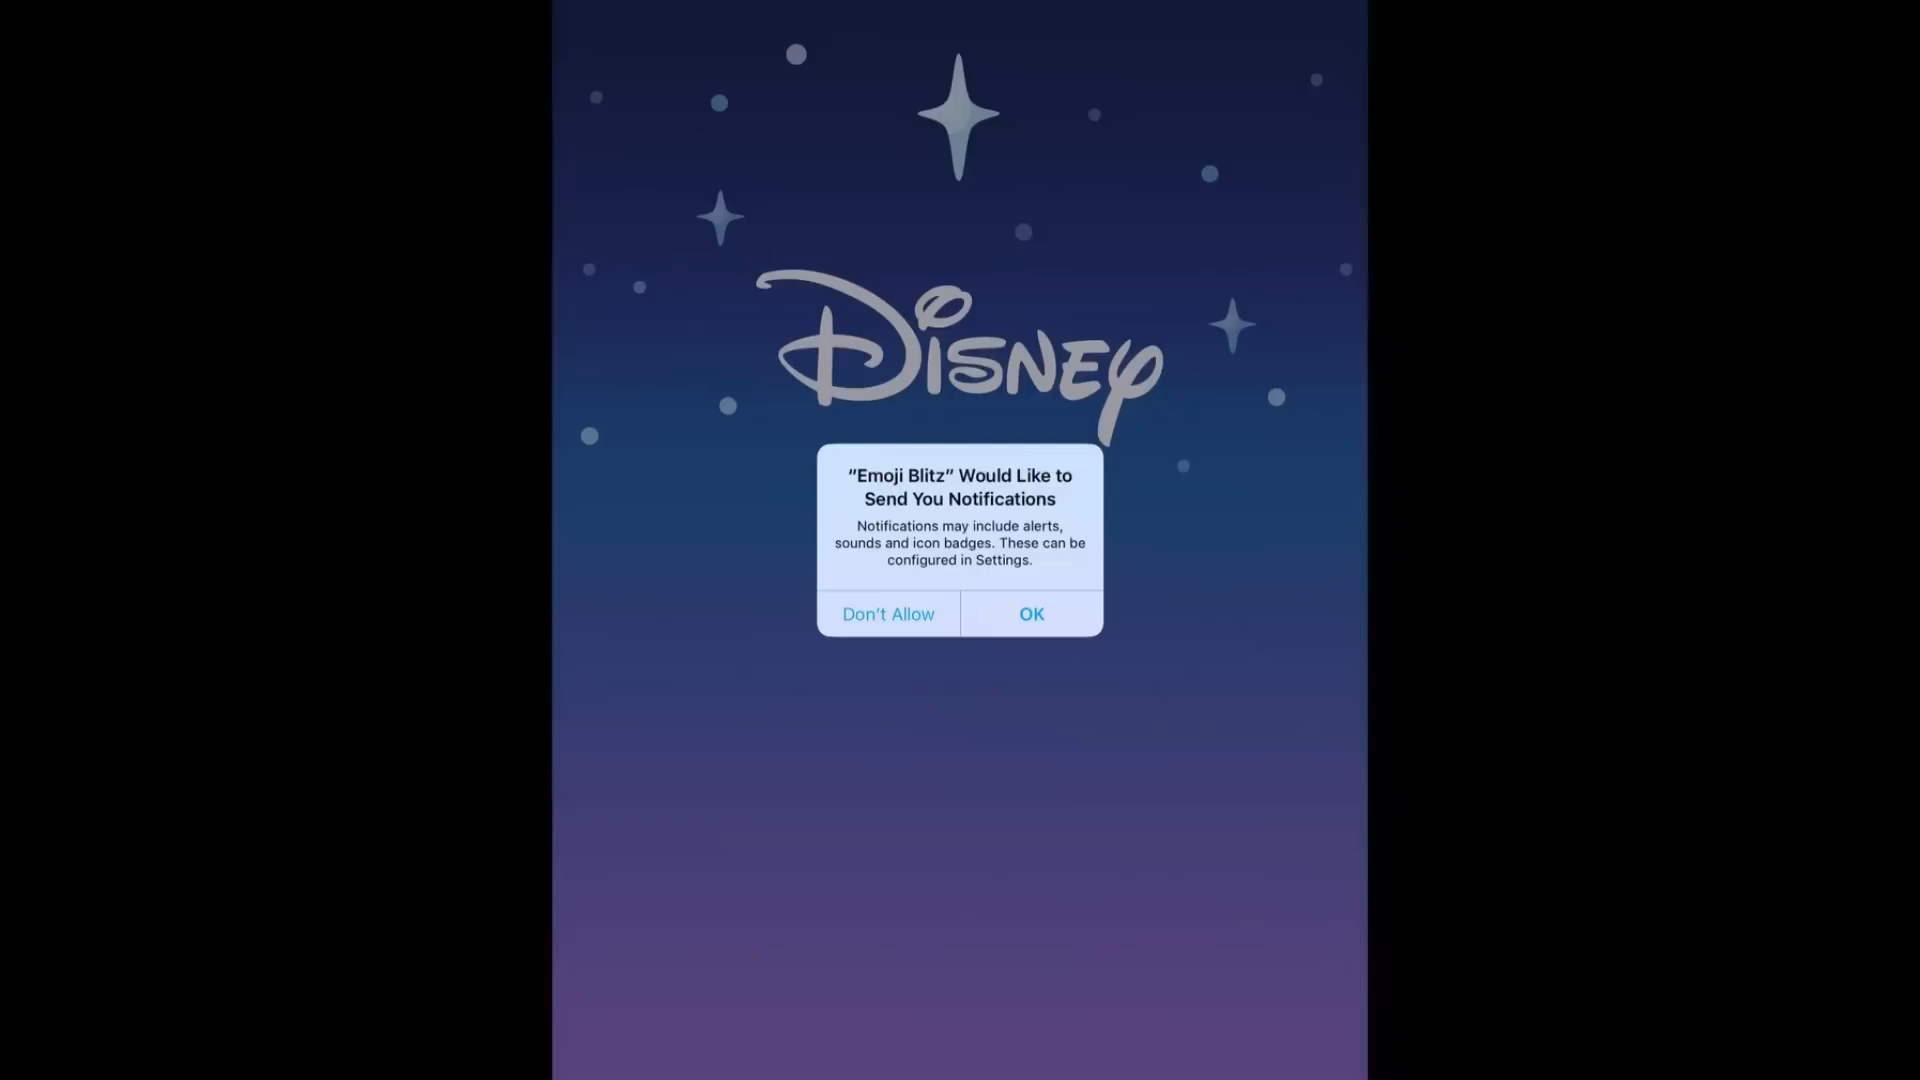 Disney
“Emoji Blitz” Would Like to
Send You Notifications
Notifications may include alerts,
sounds and icon badges. These can be
configured in Settings.
Don’t Allow
OK